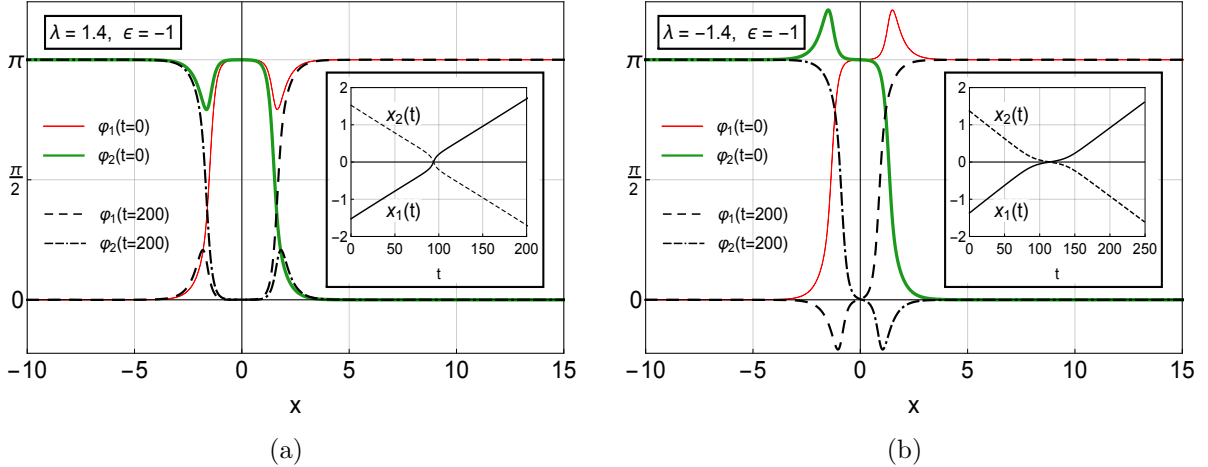 λ = 1.4, ϵ = −1
π
π/2
0
φ₁(t=0)
φ₂(t=0)
φ₁(t=200)
φ₂(t=200)
2
1
0
−1
−2
x₂(t)
x₁(t)
0 50 100 150 200
t
−10 −5 0 5 10 15
x
(a)
λ = −1.4, ϵ = −1
π
π/2
0
φ₁(t=0)
φ₂(t=0)
φ₁(t=200)
φ₂(t=200)
2
1
0
−1
−2
x₂(t)
x₁(t)
0 50 100 150 200 250
t
−10 −5 0 5 10 15
x
(b)